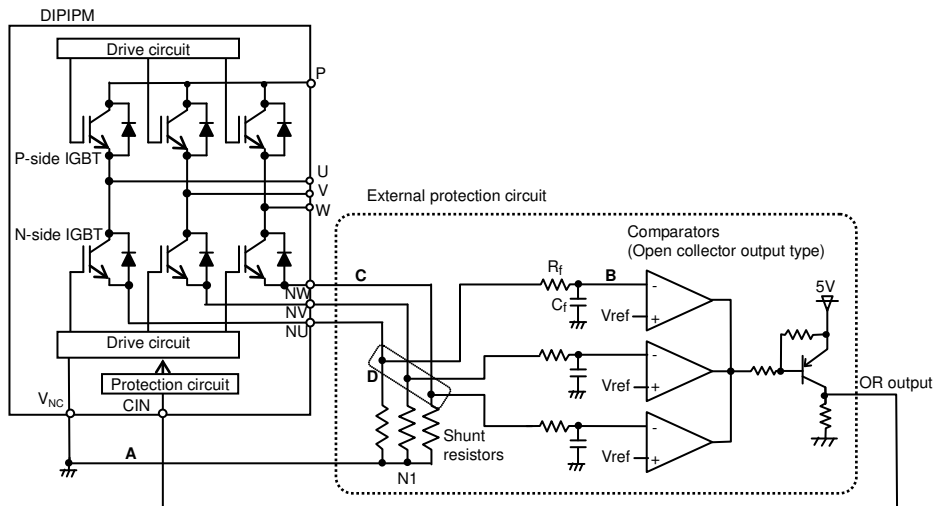 DIPIPM
Drive circuit
P
P-side IGBT
U
V
W
External protection circuit
N-side IGBT
Comparators
(Open collector output type)
C
Rf
B
5V
NW
NV
NU
Cf
Vref
-
+
Drive circuit
D
Vref
-
+
Protection circuit
OR output
VNC
CIN
Shunt
resistors
Vref
-
+
A
N1